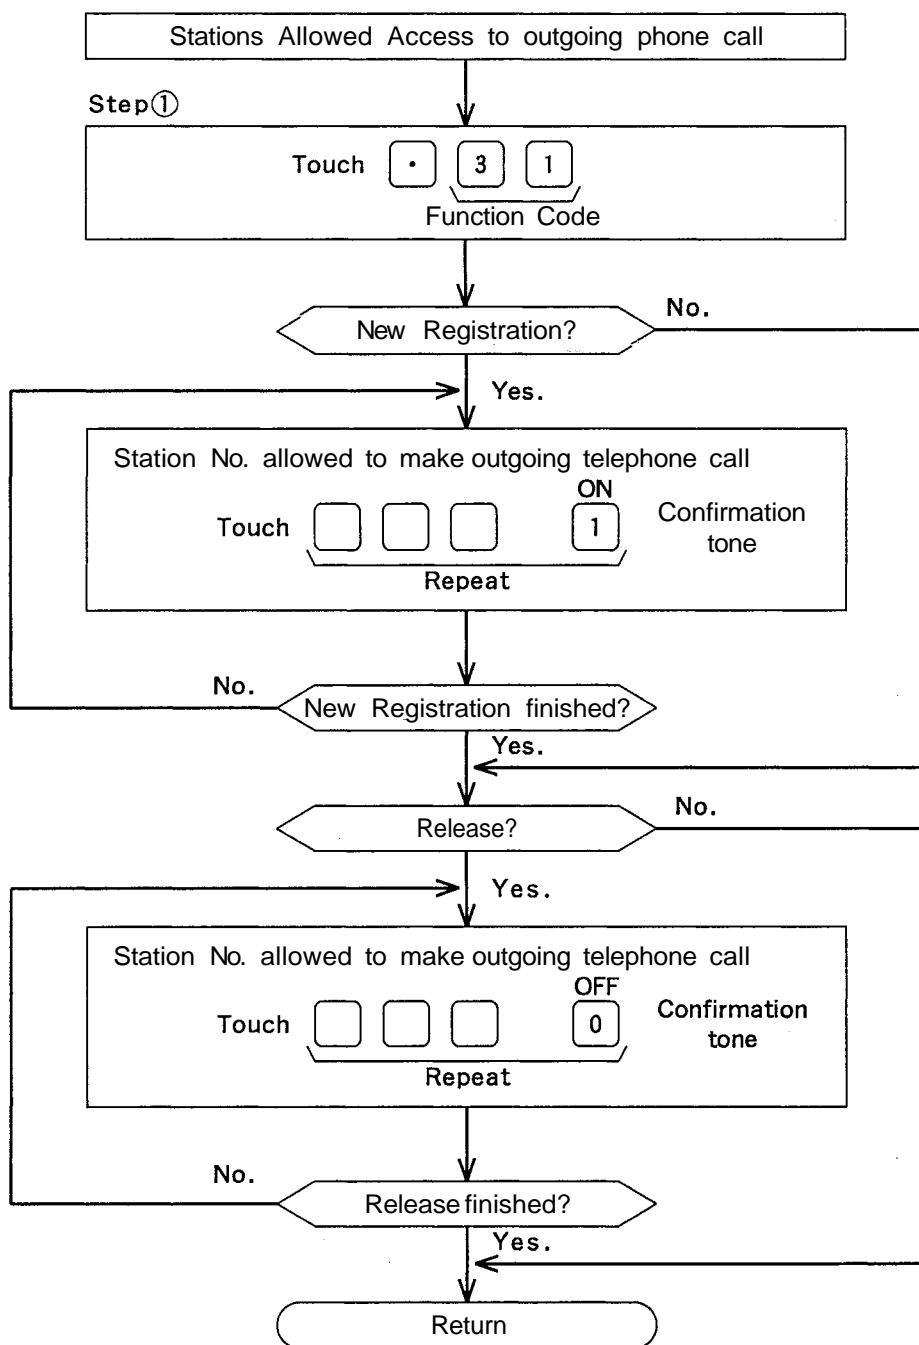 Stations Allowed Access to outgoing phone call
Step①
Touch • 3 1
Function Code
New Registration?
No.
Yes.
Station No. allowed to make outgoing telephone call
ON
Touch 1 Confirmation
tone
Repeat
No.
New Registration finished?
Yes.
Release?
No.
Yes.
Station No. allowed to make outgoing telephone call
OFF
Touch 0 Confirmation
tone
Repeat
No.
Release finished?
Yes.
Return